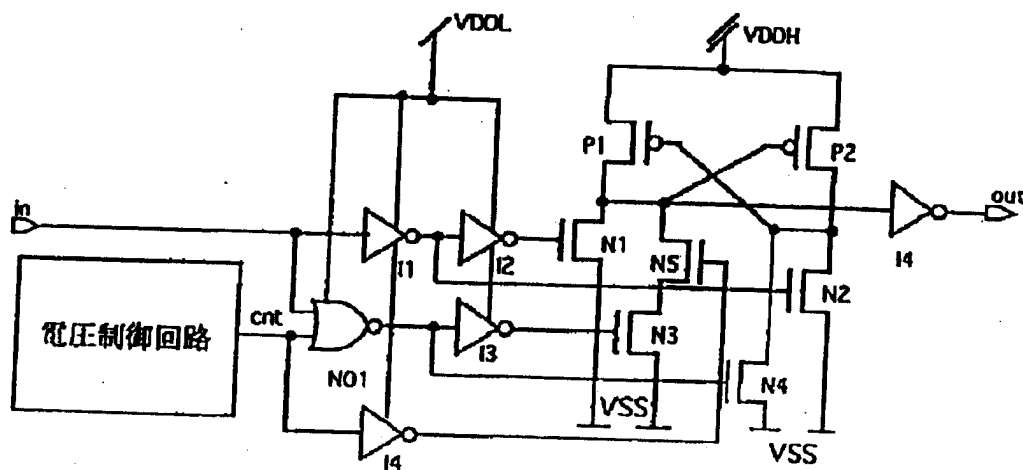 VDDL
VDDH
P1
P2
in
out
I1
I2
N1
N5
I4
N2
電圧制御回路
cnt
I3
N3
N01
N4
VSS
VSS
I4